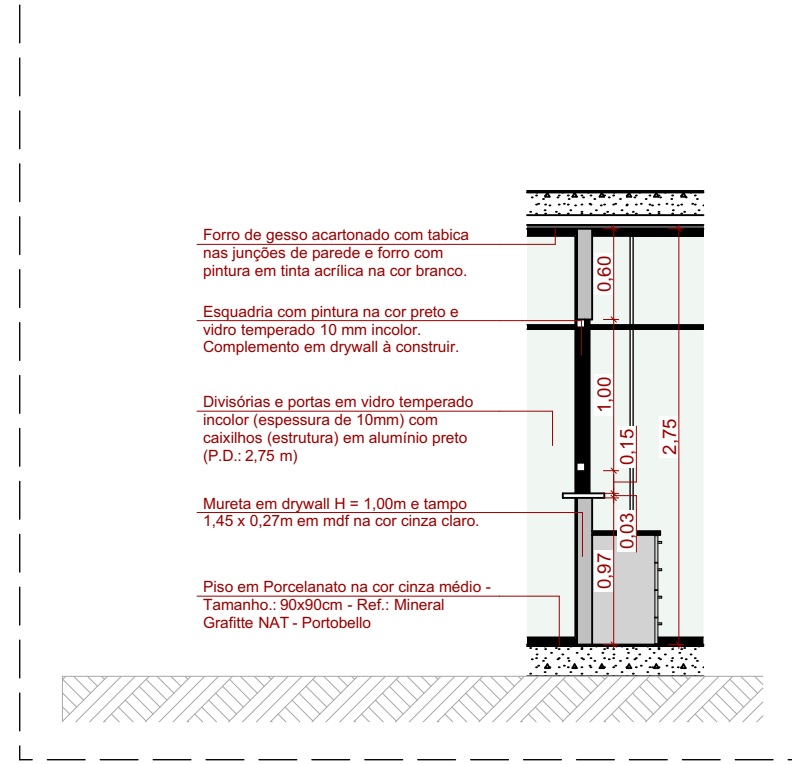 Forro de gesso acartonado com tabica
nas junções de parede e forro com
pintura em tinta acrílica na cor branco.
Esquadria com pintura na cor preto e
vidro temperado 10 mm incolor.
Complemento em drywall à construir.
Divisórias e portas em vidro temperado
incolor (espessura de 10mm) com
caixilhos (estrutura) em alumínio preto
(P.D.: 2,75 m)
Mureta em drywall H = 1,00m e tampo
1,45 x 0,27m em mdf na cor cinza claro.
Piso em Porcelanato na cor cinza médio -
Tamanho.: 90x90cm - Ref.: Mineral
Grafitte NAT - Portobello
0,60
1,00
0,15
2,75
0,03
0,97